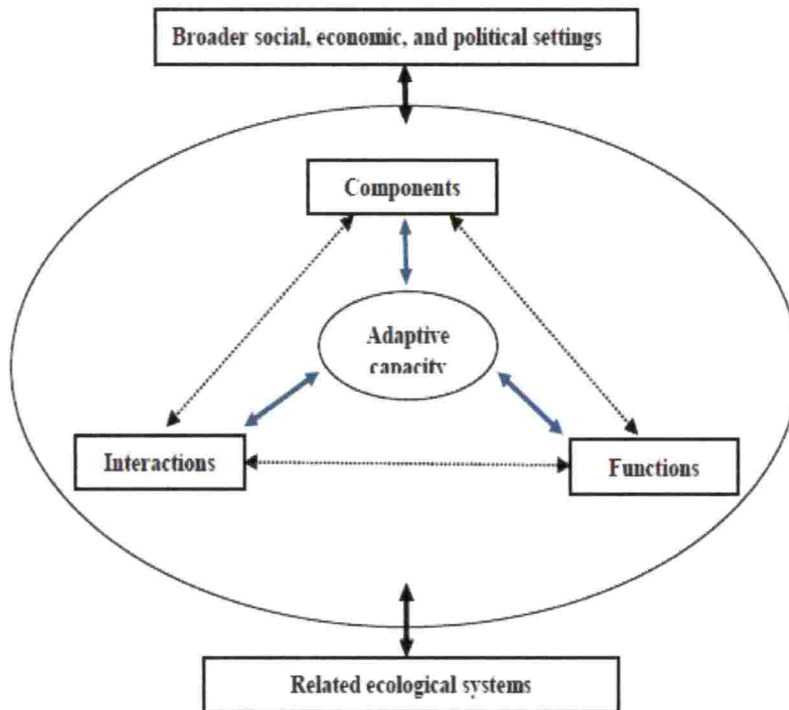 Broader social, economic, and political settings
Components
Adaptive
capacity
Interactions
Functions
Related ecological systems